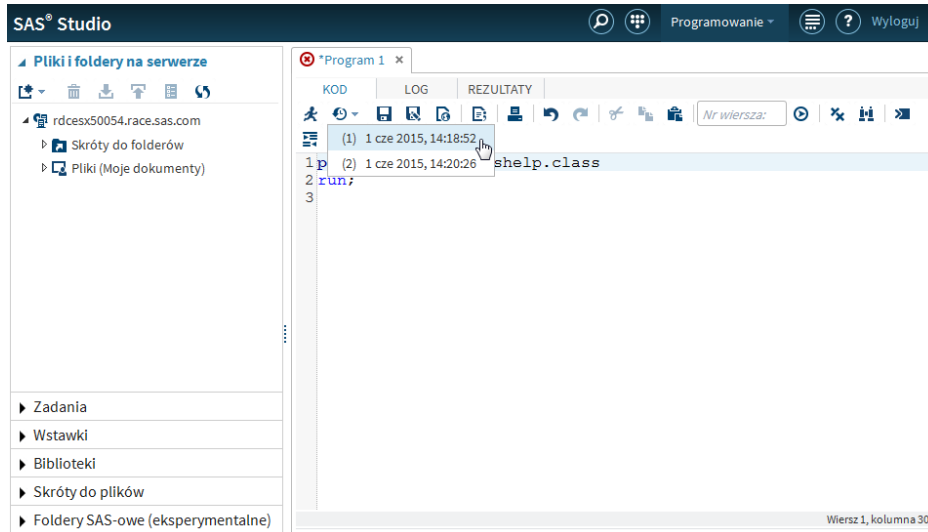 SAS® Studio
Programowanie
Wyloguj
Pliki i foldery na serwerze
rdcesx50054.race.sas.com
Skróty do folderów
Pliki (Moje dokumenty)
Zadania
Wstawki
Biblioteki
Skróty do plików
Foldery SAS-owe (eksperymentalne)
*Program 1
KOD LOG REZULTATY
Nr wiersza:
(1) 1 cze 2015, 14:18:52
(2) 1 cze 2015, 14:20:26
1 p shelp.class
2 run;
3
Wiersz 1, kolumna 30